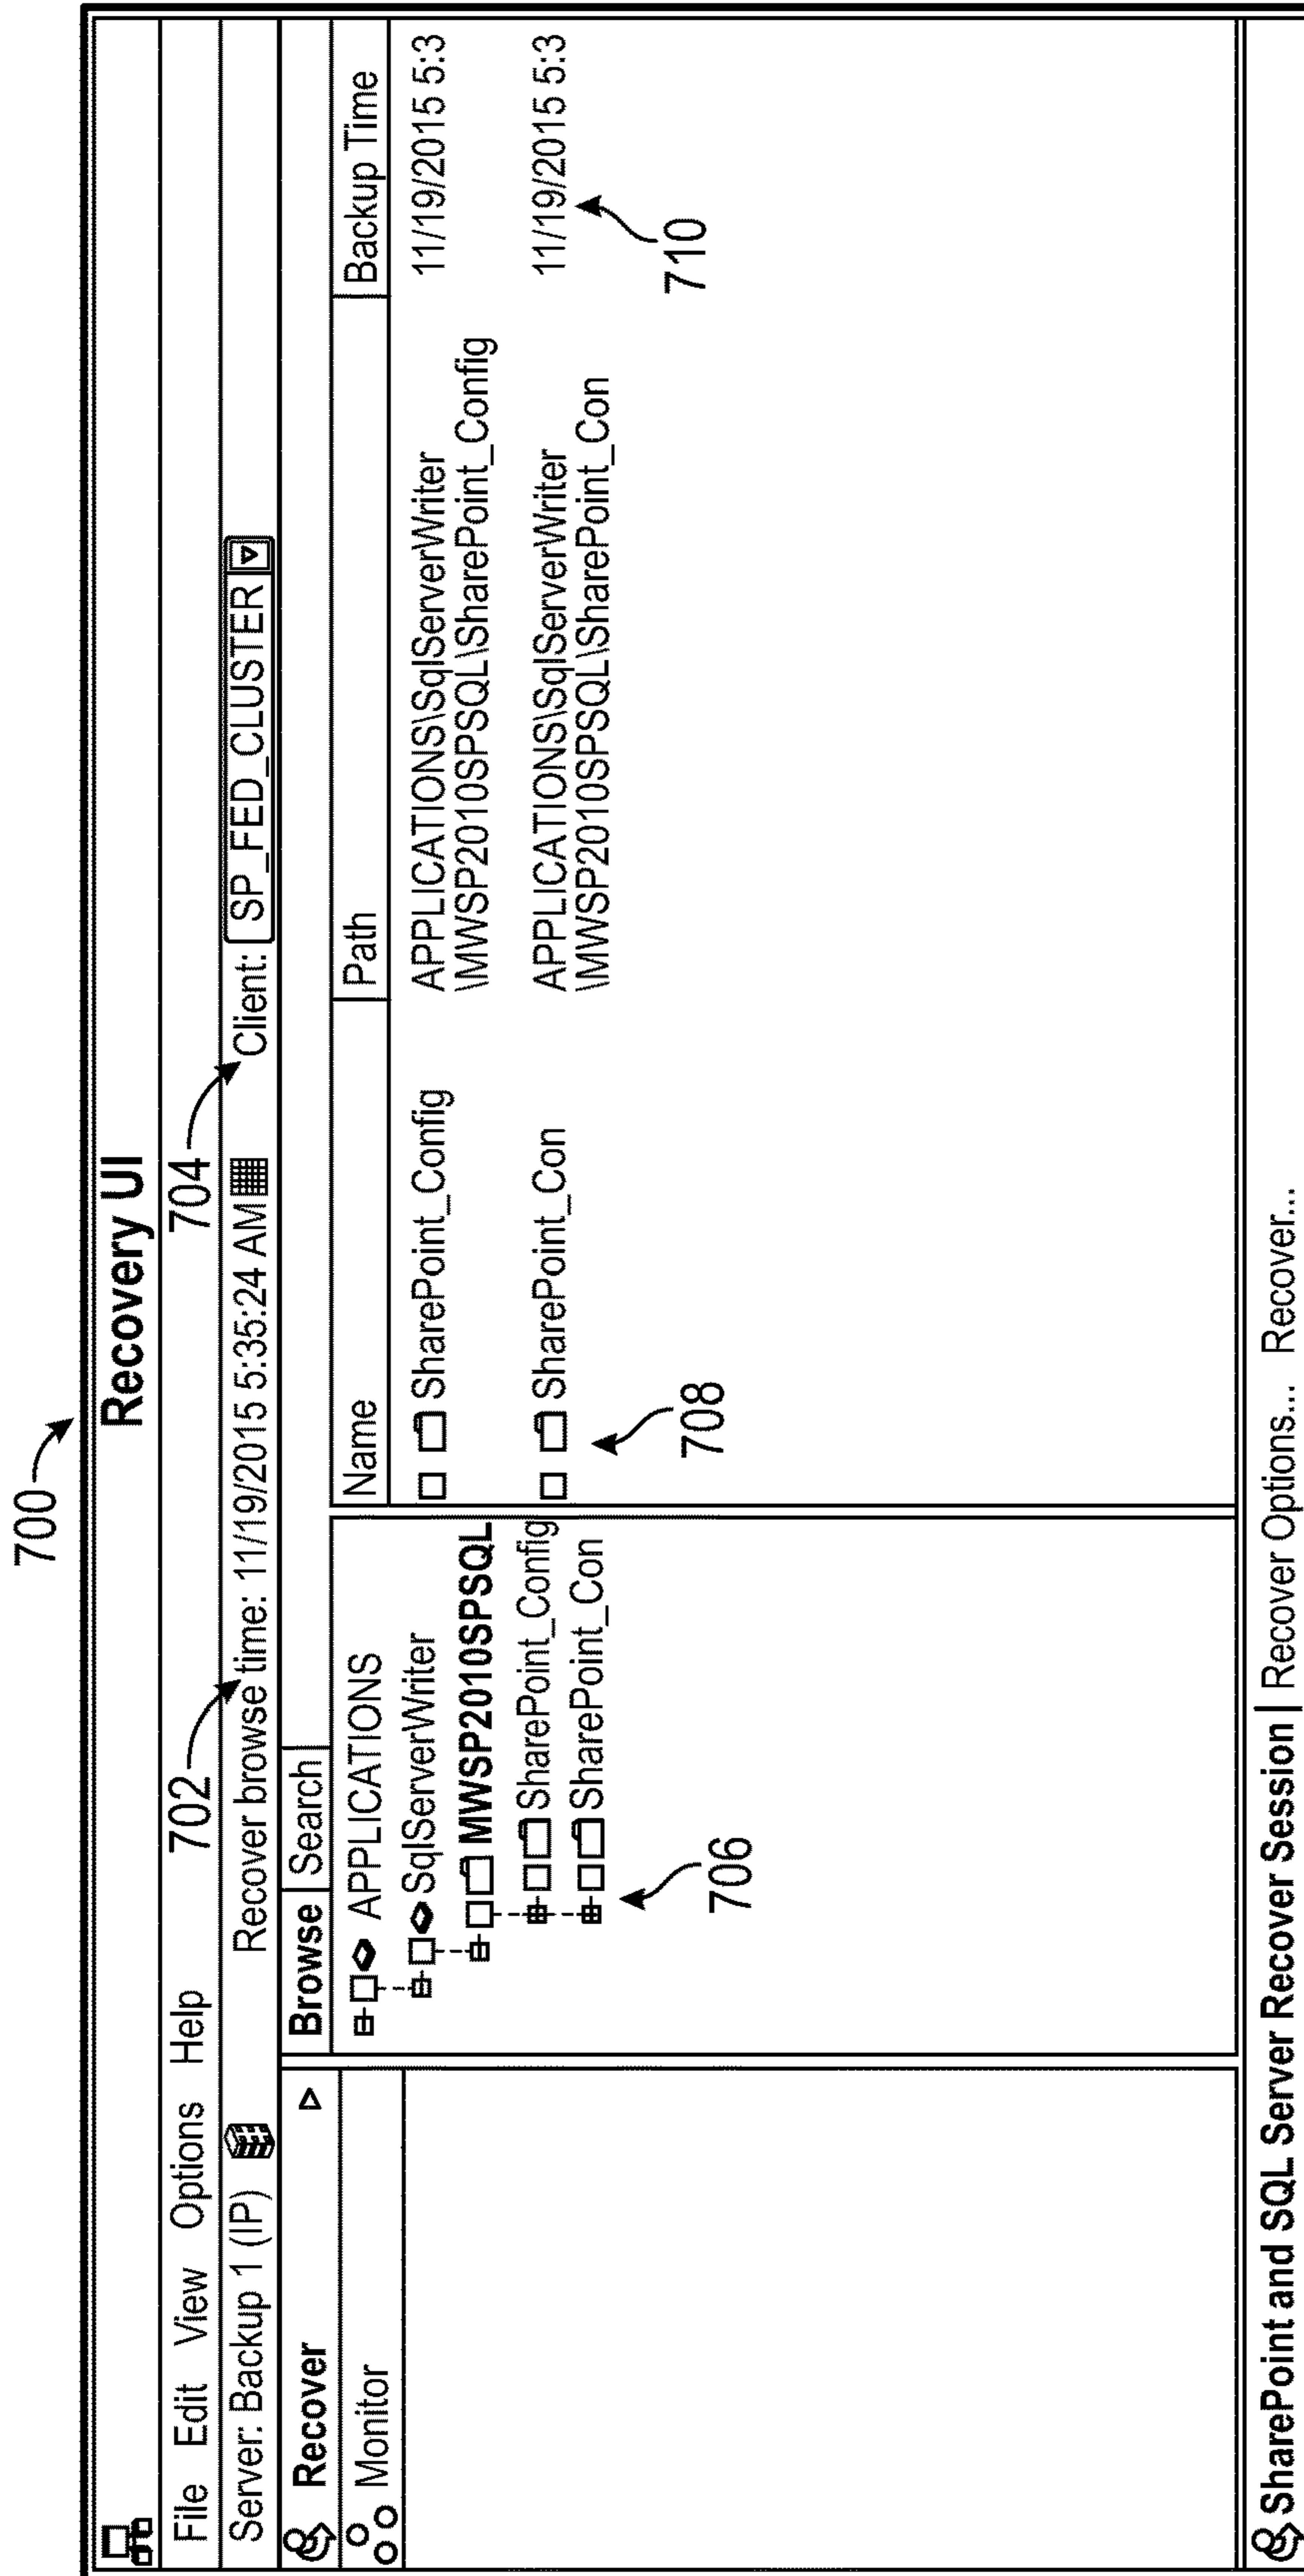 700
Recovery UI
File Edit View Options Help
702
704
Server: Backup 1 (IP) Recover browse time: 11/19/2015 5:35:24 AM Client: SP_FED_CLUSTER
Recover
Monitor
Browse Search
APPLICATIONS
SqlServerWriter
MWSP2010SPSQL
SharePoint_Config
SharePoint_Con
706
Name Path Backup Time
SharePoint_Config APPLICATIONS\SqlServerWriter 11/19/2015 5:3
\MWSP2010SPSQL\SharePoint_Config
SharePoint_Con APPLICATIONS\SqlServerWriter 11/19/2015 5:3
\MWSP2010SPSQL\SharePoint_Con
708
710
SharePoint and SQL Server Recover Session | Recover Options... Recover...